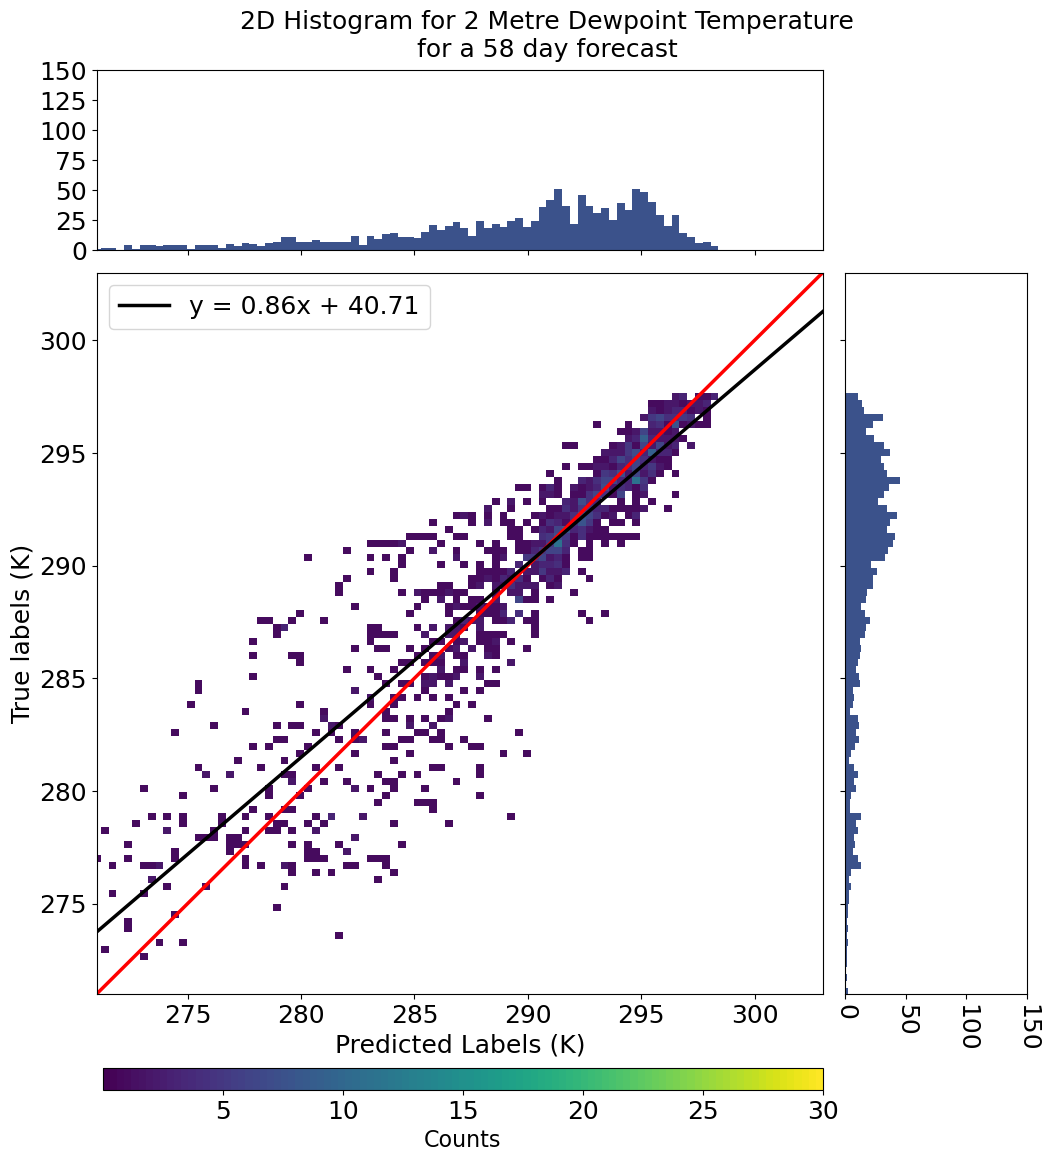 2D Histogram for 2 Metre Dewpoint Temperature
for a 58 day forecast
150
125
100
75
50
25
0
y = 0.86x + 40.71
300
295
290
285
280
275
True labels (K)
275 280 285 290 295 300
Predicted Labels (K)
0 50 100 150
5 10 15 20 25 30
Counts